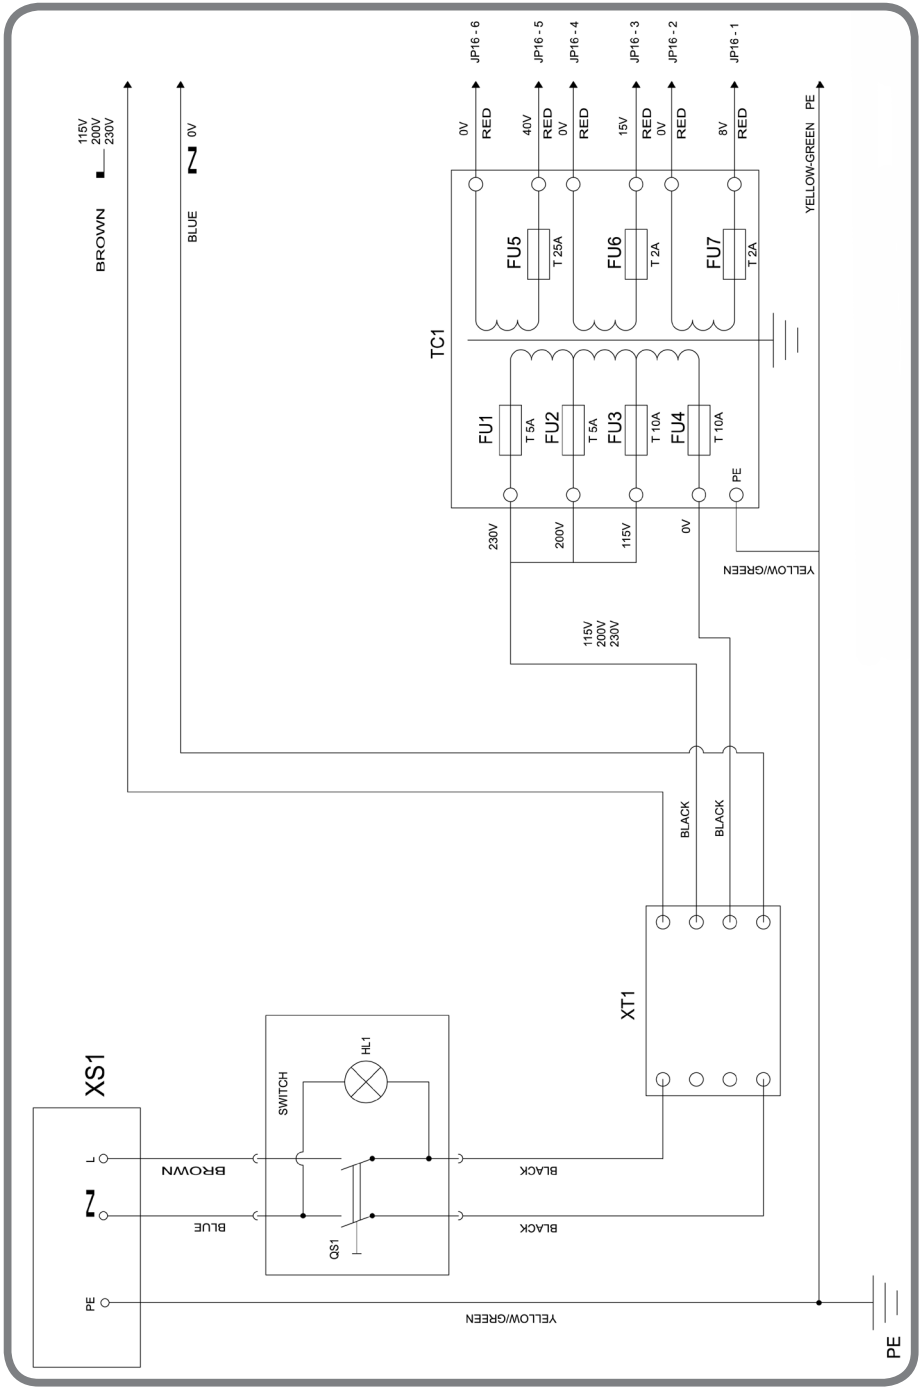 JP16 - 6
JP16 - 5
JP16 - 4
JP16 - 3
JP16 - 2
JP16 - 1
115V
200V
230V
BROWN
0V
N
BLUE
0V
RED
40V
RED
0V
RED
15V
RED
0V
RED
8V
RED
YELLOW-GREEN PE
FU5
T 25A
FU6
T 2A
FU7
T 2A
TC1
FU1
T 5A
FU2
T 5A
FU3
T 10A
FU4
T 10A
PE
230V
200V
115V
0V
YELLOW/GREEN
115V
200V
230V
BLACK
BLACK
XT1
XS1
L
N
PE
BROWN
BLUE
SWITCH
HL1
QS1
BLACK
BLACK
YELLOW/GREEN
PE